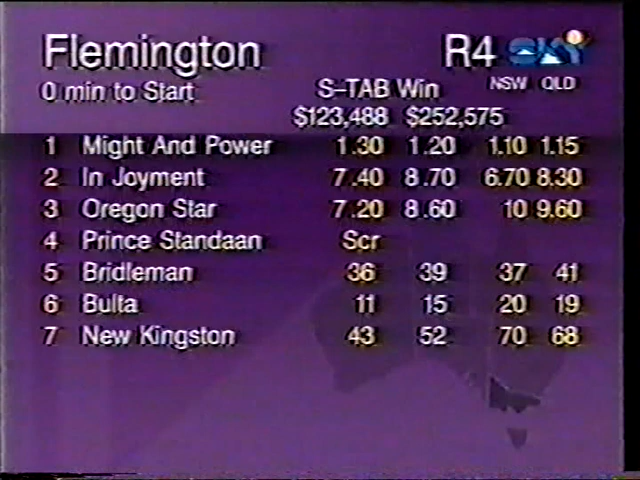 Flemington R4 SKY
0 min to Start S-TAB Win NSW QLD
$123,488 $252,575
1 Might And Power 1.30 1.20 1.10 1.15
2 In Joyment 7.40 8.70 6.70 8.30
3 Oregon Star 7.20 8.60 10 9.60
4 Prince Standaan Scr
5 Bridleman 36 39 37 41
6 Bulta 11 15 20 19
7 New Kingston 43 52 70 68